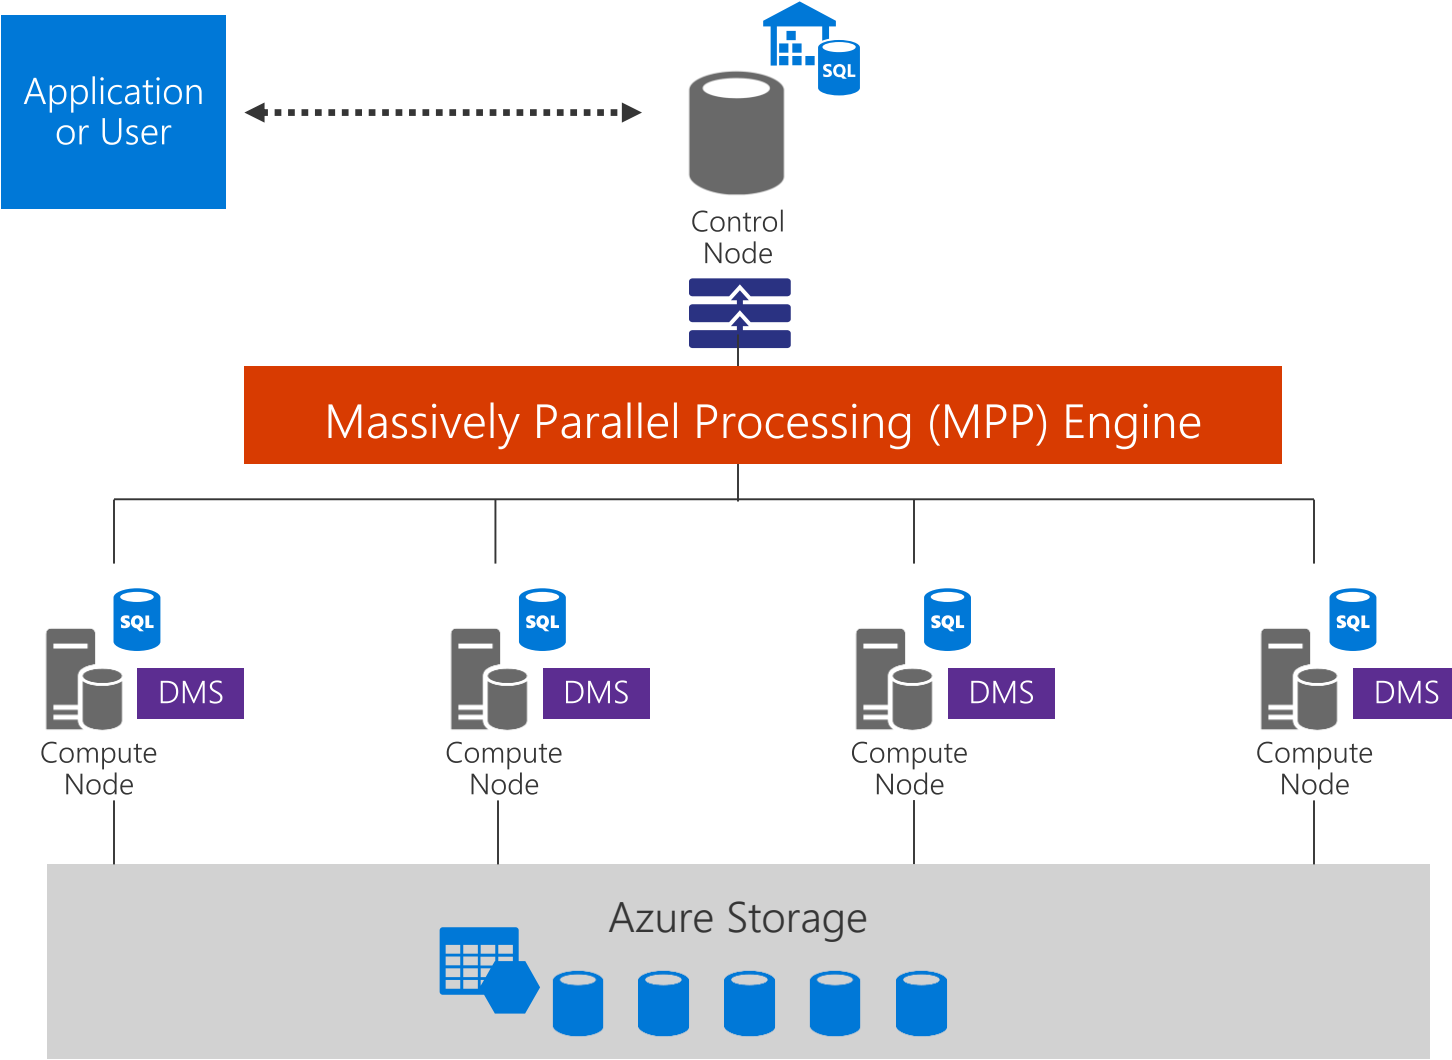 Application
or User
SQL
Control
Node
Massively Parallel Processing (MPP) Engine
SQL
DMS
Compute
Node
SQL
DMS
Compute
Node
SQL
DMS
Compute
Node
SQL
DMS
Compute
Node
Azure Storage